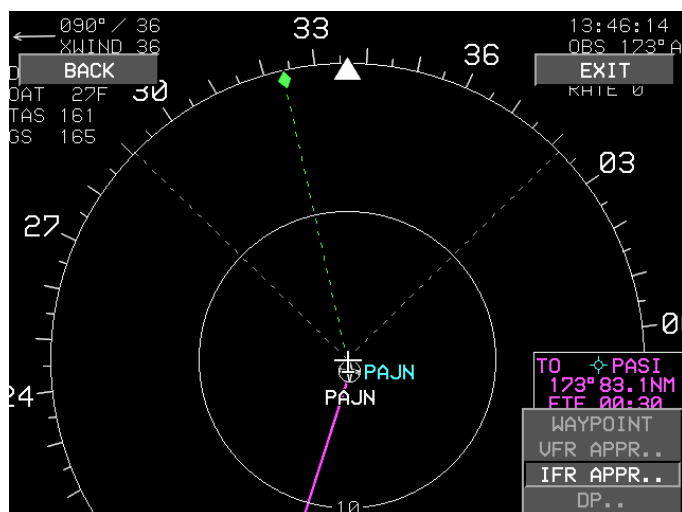 090°/ 36
XWIND 36
BACK
OAT 27F
TAS 161
GS 165
13:46:14
OBS 173°A
EXIT
RATE 0
33
36
30
03
27
24
PAJN
PAJN
10
TO PASI
173°83.1NM
ETE 00:30
WAYPOINT
VFR APPR..
IFR APPR..
DP..